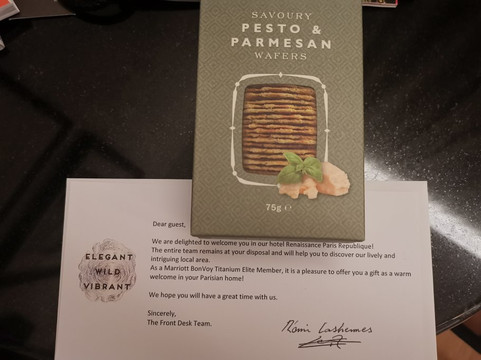 SAVOURY
PESTO &
PARMESAN
WAFERS
75g ℮
Dear guest,
We are delighted to welcome you in our hotel Renaissance Paris Republique!
The entire team remains at your disposal and will help you to discover our lively and
intriguing local area.
As a Marriott BonVoy Titanium Elite Member, it is a pleasure to offer you a gift as a warm
welcome in your Parisian home!
We hope you will have a great time with us.
Sincerely,
The Front Desk Team.
ELEGANT
WILD
VIBRANT